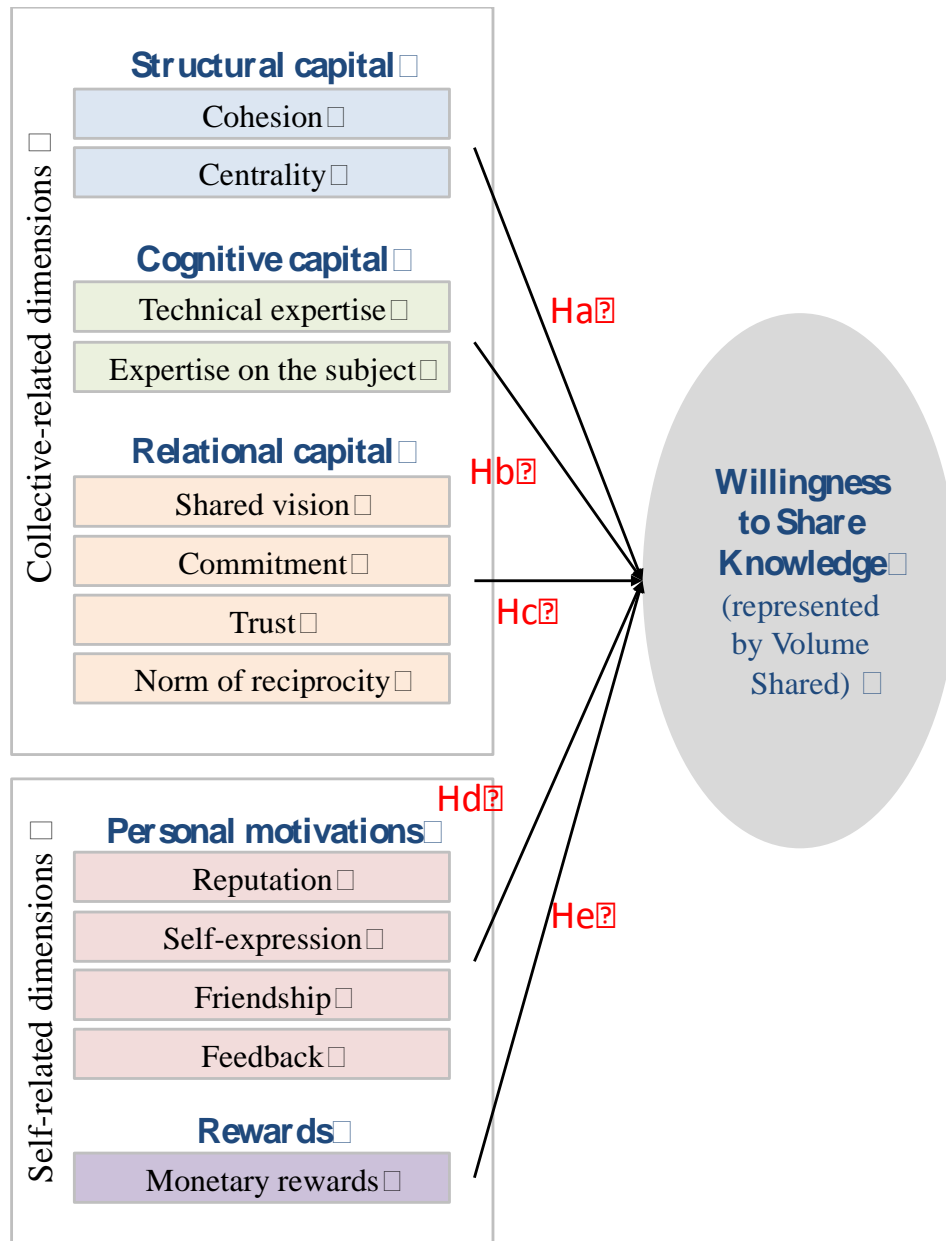 Collective-related dimensions
Structural capital
Cohesion
Centrality
Cognitive capital
Technical expertise
Expertise on the subject
Relational capital
Shared vision
Commitment
Trust
Norm of reciprocity
Self-related dimensions
Personal motivations
Reputation
Self-expression
Friendship
Feedback
Rewards
Monetary rewards
Ha
Hb
Hc
Hd
He
Willingness
to Share
Knowledge
(represented
by Volume
Shared)